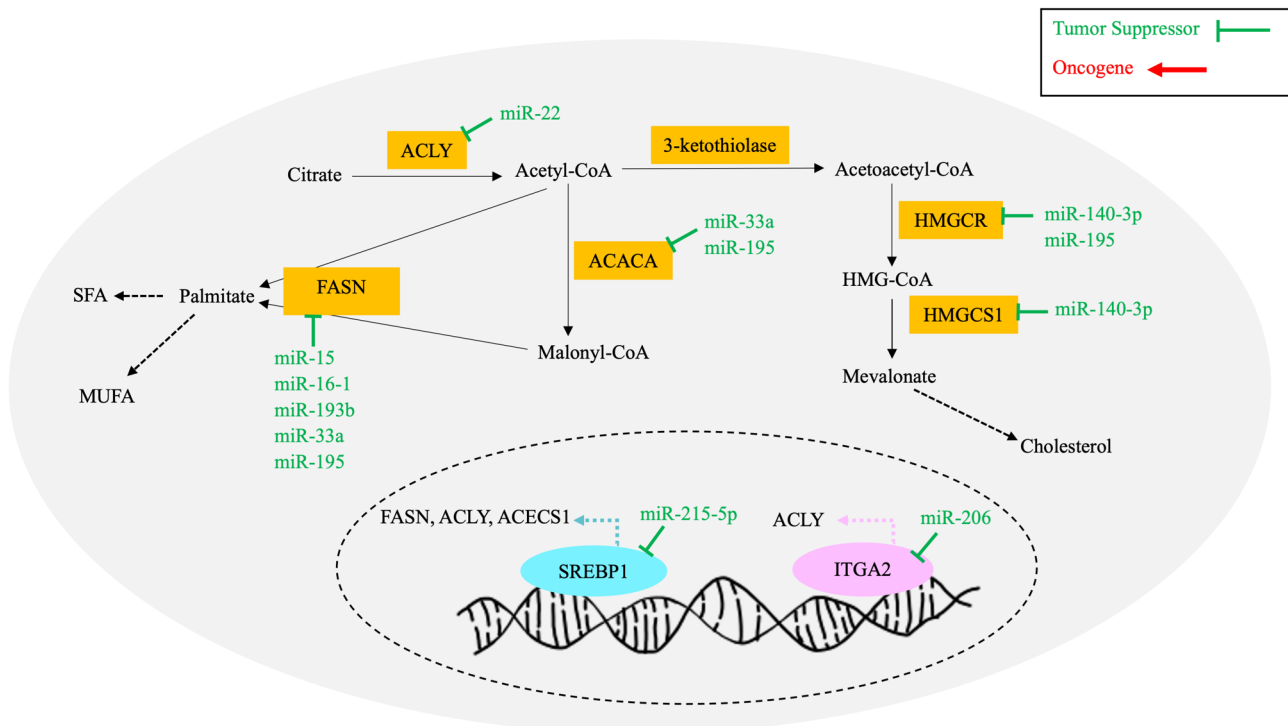 Tumor Suppressor
Oncogene
miR-22
ACLY
3-ketothiolase
Citrate
Acetyl-CoA
Acetoacetyl-CoA
miR-33a
miR-195
ACACA
HMGCR
miR-140-3p
miR-195
FASN
SFA
Palmitate
HMG-CoA
HMGCS1
miR-140-3p
Malonyl-CoA
miR-15
miR-16-1
miR-193b
miR-33a
miR-195
MUFA
Mevalonate
Cholesterol
FASN, ACLY, ACECS1
miR-215-5p
ACLY
miR-206
SREBP1
ITGA2